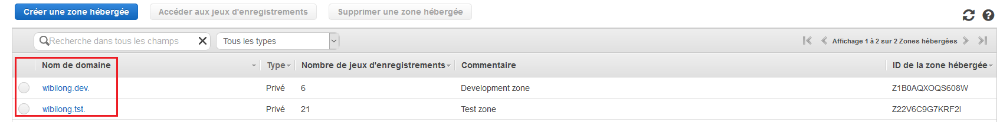 Créer une zone hébergée Accéder aux jeux d'enregistrements Supprimer une zone hébergée
Recherche dans tous les champs Tous les types Affichage 1 à 2 sur 2 Zones hébergées
Nom de domaine Type Nombre de jeux d'enregistrements Commentaire ID de la zone hébergée
wibilong.dev. Privé 6 Development zone Z1B0AQXOQS608W
wibilong.tst. Privé 21 Test zone Z22V6C9G7KRF2I